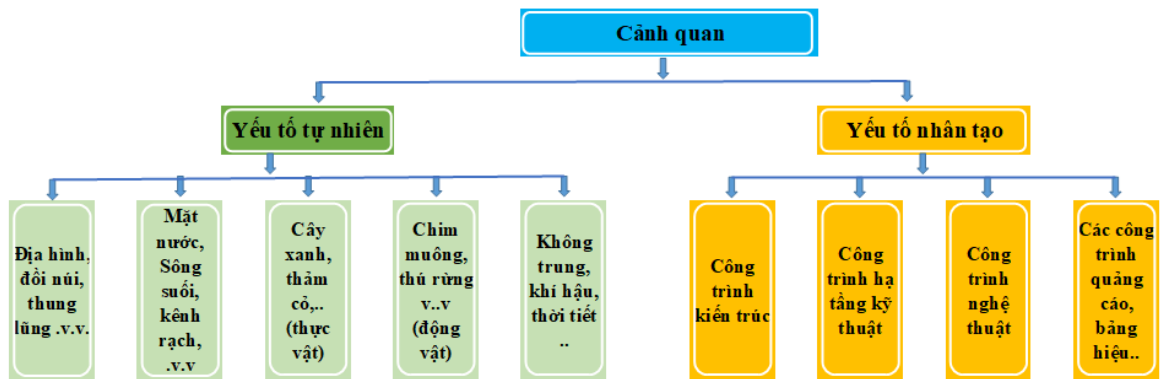 Cảnh quan
Yếu tố tự nhiên
Yếu tố nhân tạo
Địa hình,
đồi núi,
thung
lũng .v.v.
Mặt
nước,
Sông
suối,
kênh
rạch,
.v.v
Cây
xanh,
thảm
cỏ,..
(thực
vật)
Chim
muông,
thú rừng
v..v
(động
vật)
Không
trung,
khí hậu,
thời tiết
..
Công
trình
kiến trúc
Công
trình hạ
tầng kỹ
thuật
Công
trình
nghệ
thuật
Các công
trình
quảng
cáo,
bảng
hiệu..